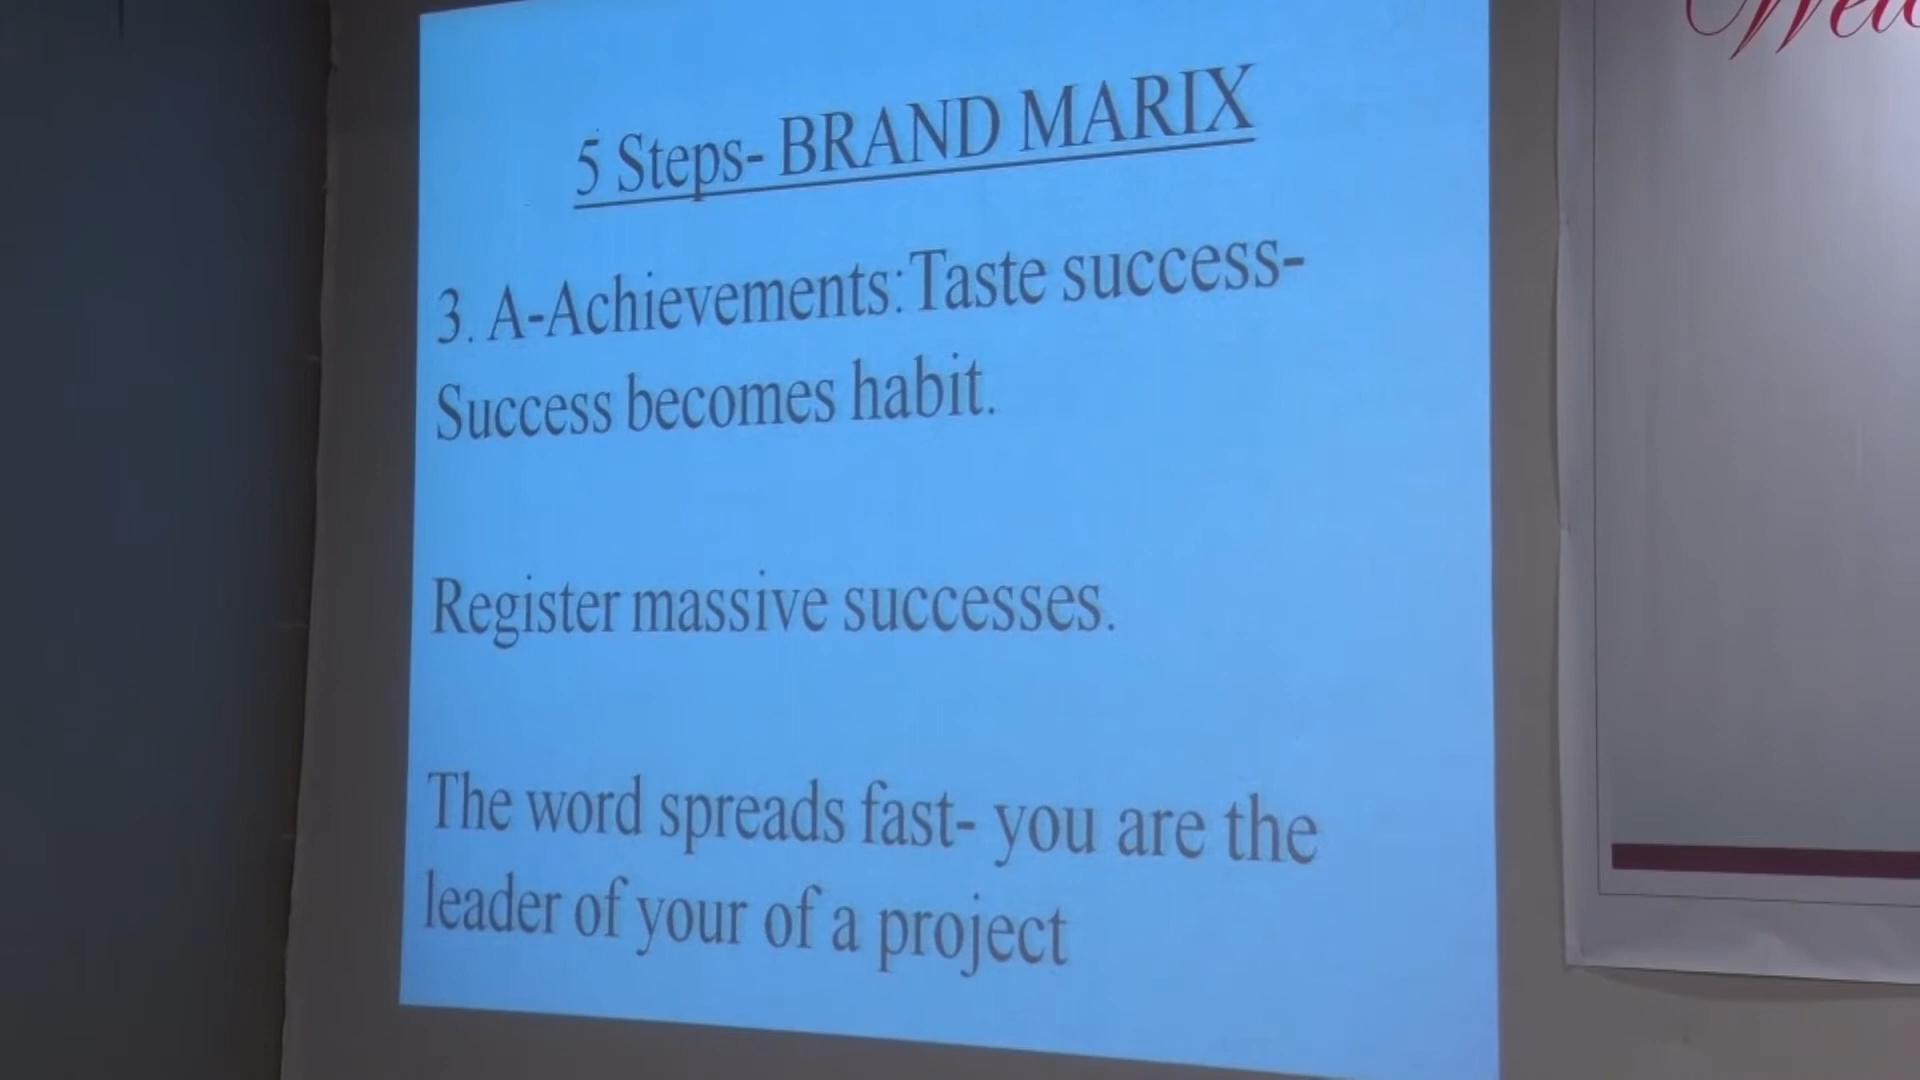 5 Steps- BRAND MARIX
3. A-Achievements: Taste success-
Success becomes habit.
Register massive successes.
The word spreads fast- you are the
leader of your of a project